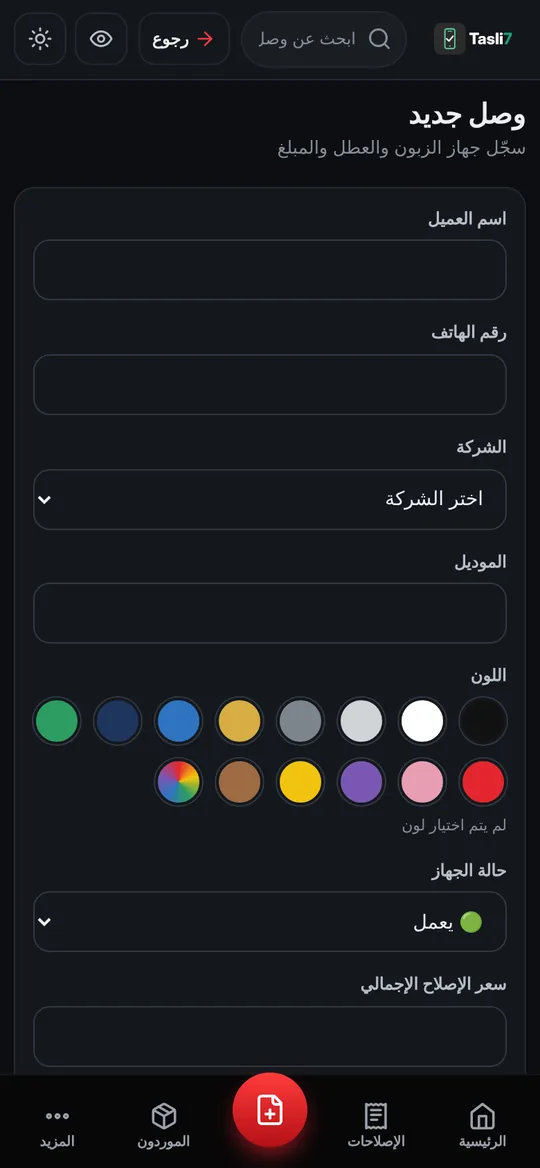 Tasli7
ابحث عن وصل
رجوع
وصل جديد
سجّل جهاز الزبون والعطل والمبلغ
اسم العميل
رقم الهاتف
الشركة
اختر الشركة
الموديل
اللون
لم يتم اختيار لون
حالة الجهاز
🟢 يعمل
سعر الإصلاح الإجمالي
الرئيسية
الإصلاحات
الموردون
المزيد